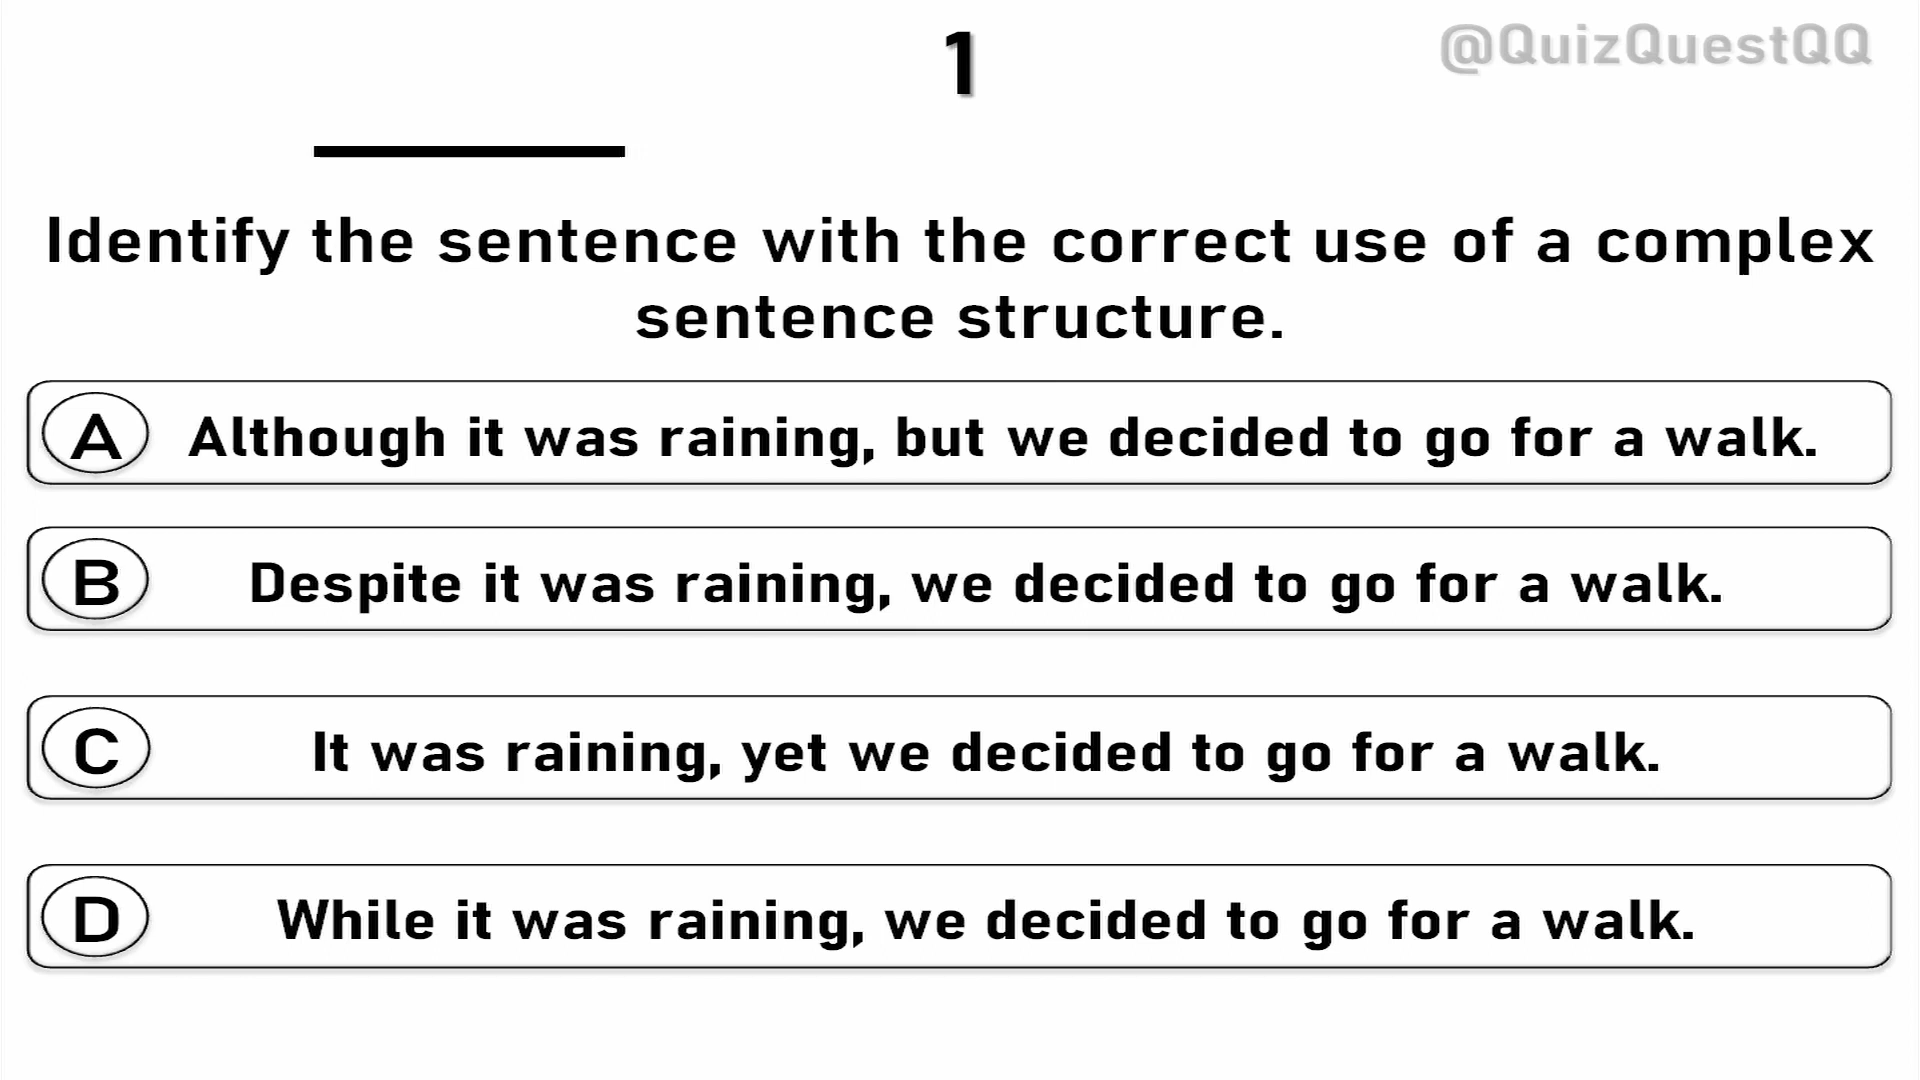 1
@QuizQuestQQ
Identify the sentence with the correct use of a complex
sentence structure.
A Although it was raining, but we decided to go for a walk.
B Despite it was raining, we decided to go for a walk.
C It was raining, yet we decided to go for a walk.
D While it was raining, we decided to go for a walk.